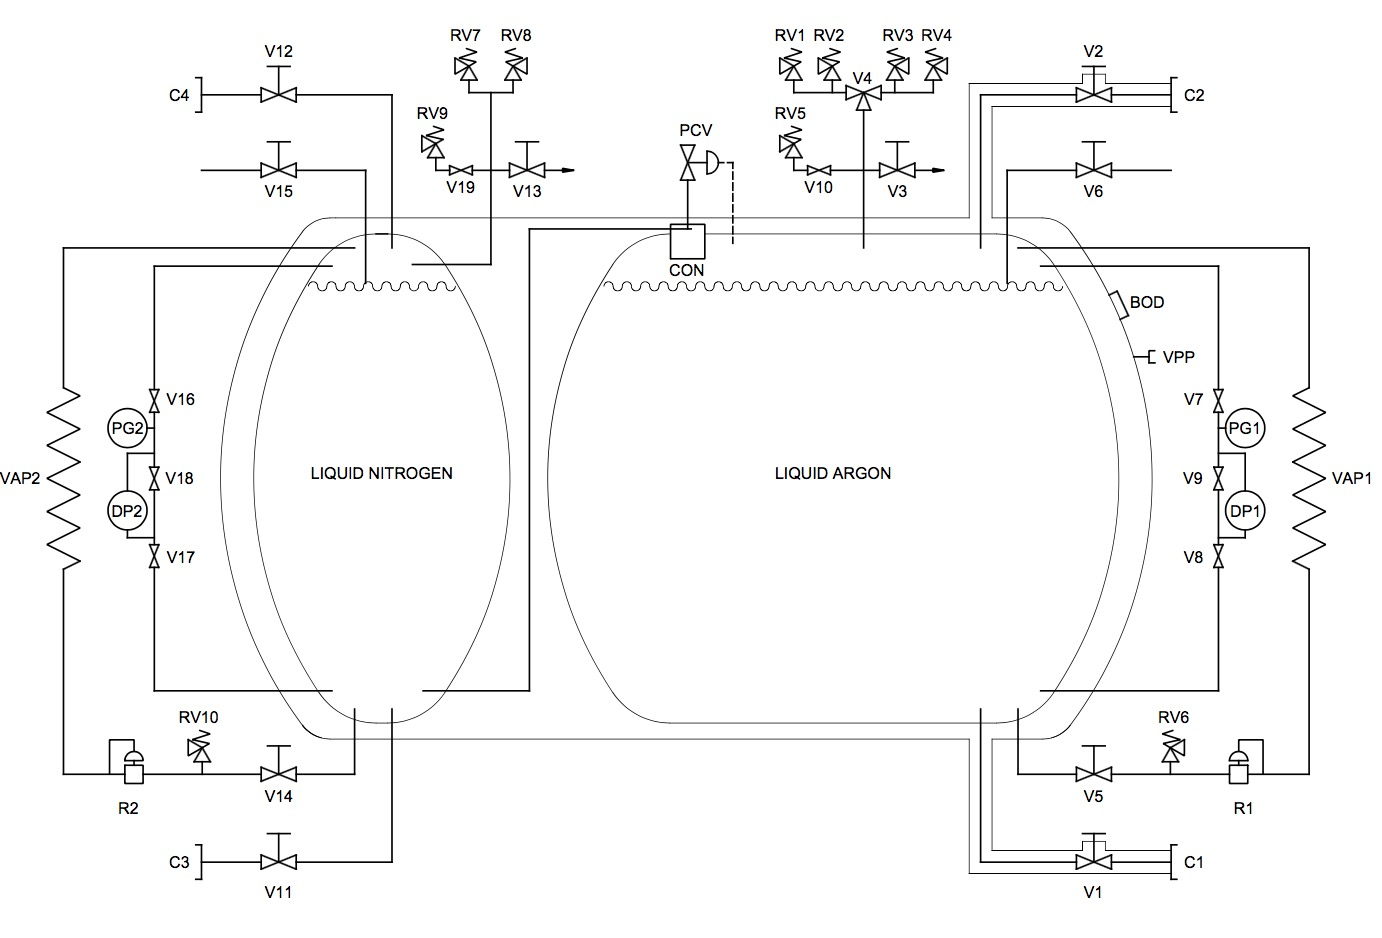 RV7 RV8 RV1 RV2 RV3 RV4
V12 V2
V4
C4 C2
RV9 RV5
PCV
V15 V19 V13 V10 V3 V6
CON
BOD
VPP
V16 V7
PG2 PG1
VAP2 V18 LIQUID NITROGEN LIQUID ARGON V9 VAP1
DP2 DP1
V17 V8
RV10 RV6
R2 V14 V5 R1
C3 C1
V11 V1